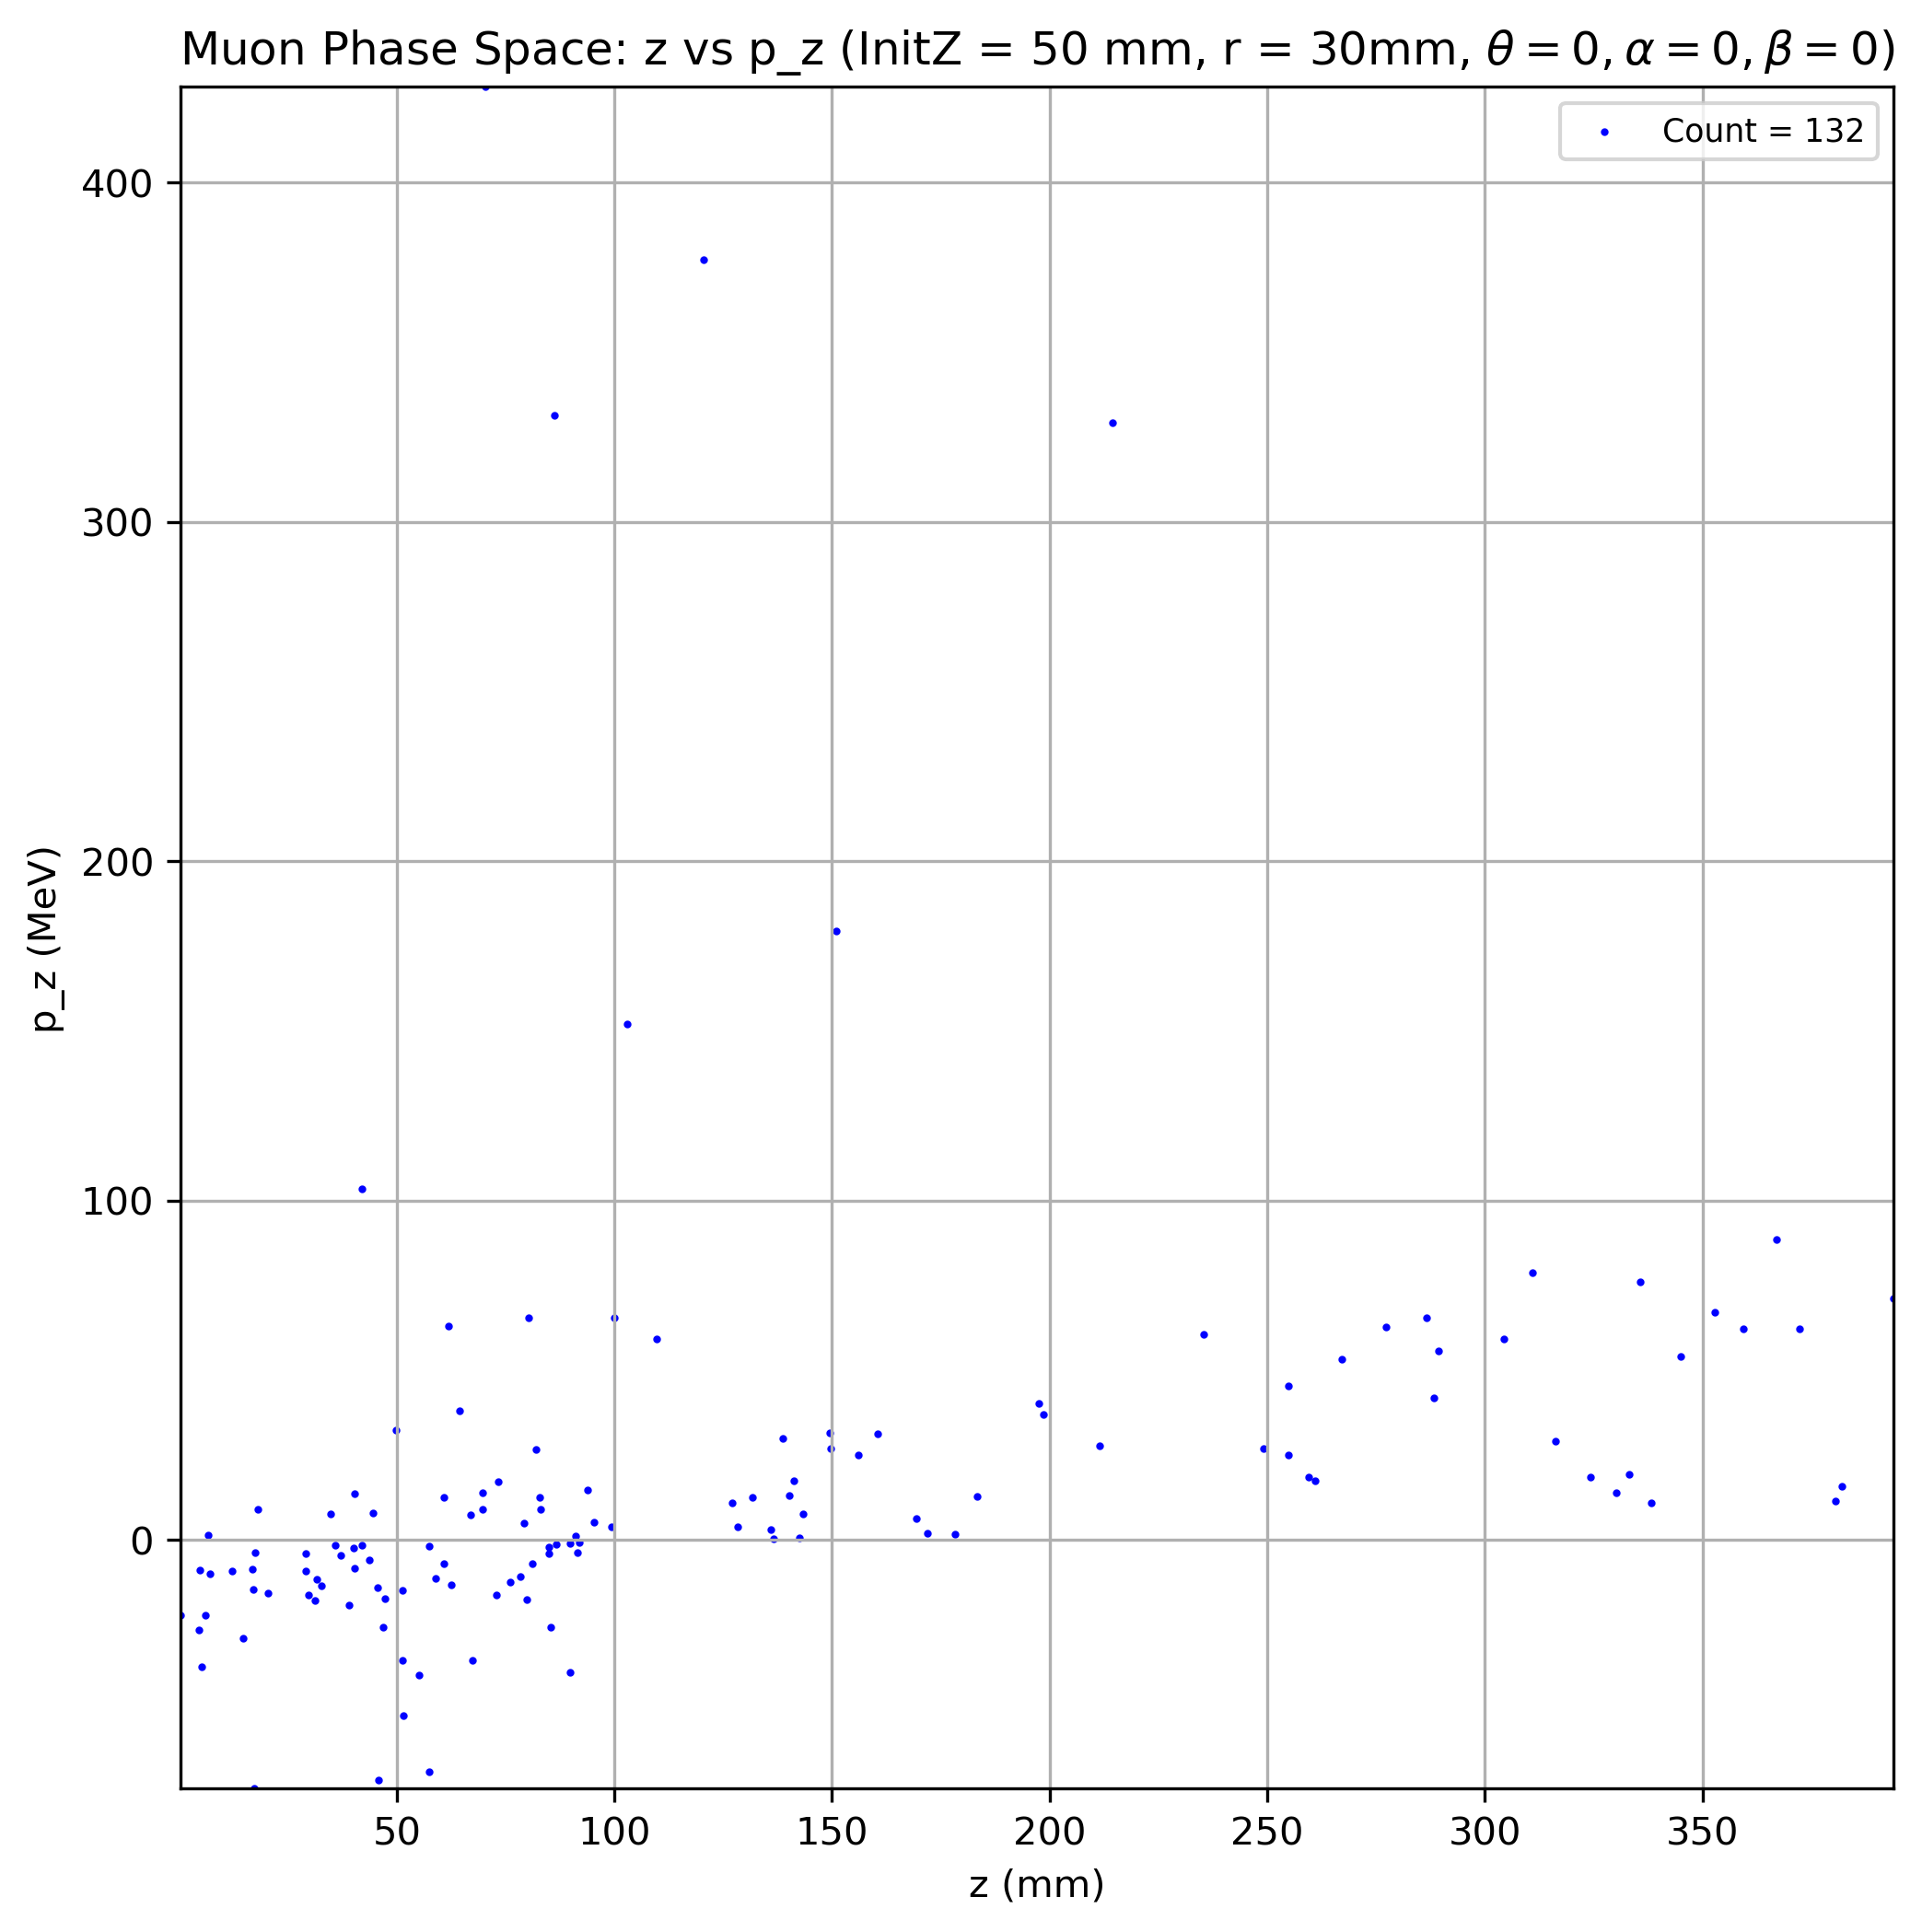 Muon Phase Space: z vs p_z (InitZ = 50 mm, r = 30mm, θ = 0, α = 0, β = 0)
Count = 132
400
300
200
100
0
p_z (MeV)
50 100 150 200 250 300 350
z (mm)